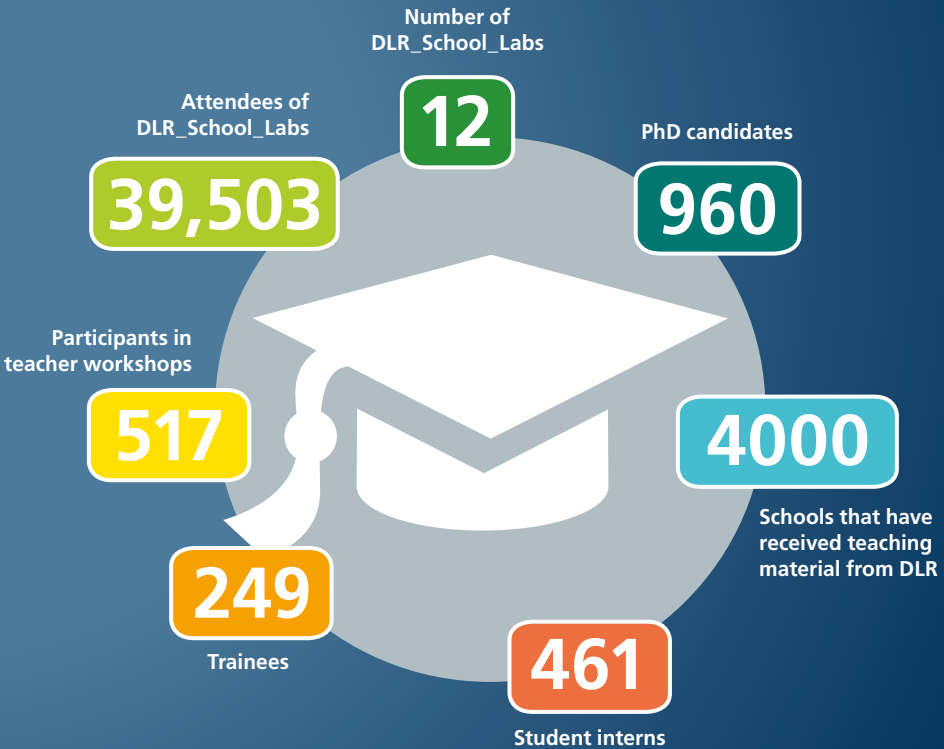 Number of
DLR_School_Labs
12
Attendees of
DLR_School_Labs
39,503
PhD candidates
960
Participants in
teacher workshops
517
4000
Schools that have
received teaching
material from DLR
249
Trainees
461
Student interns